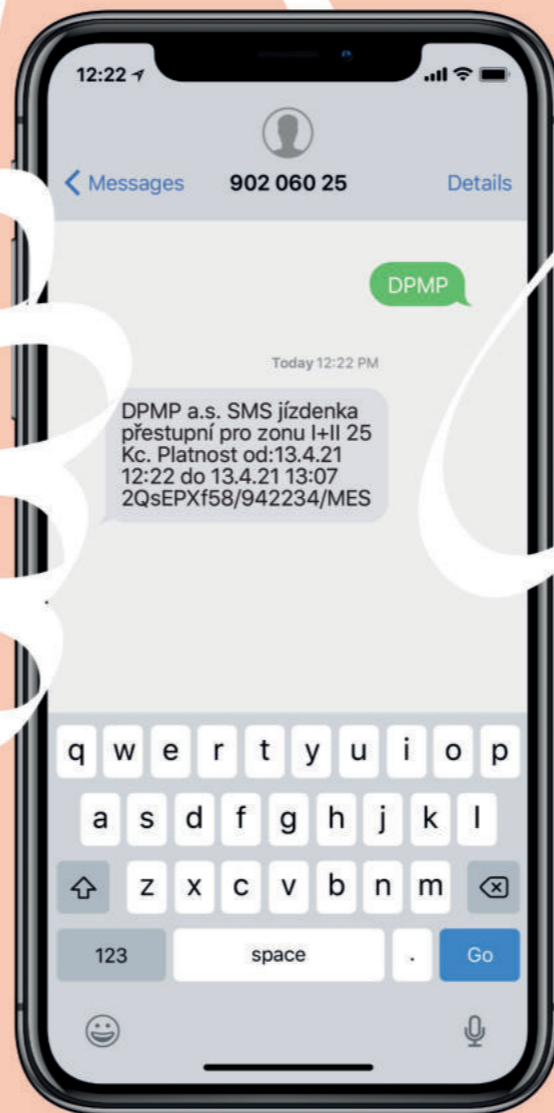 12:22
Messages
902 060 25
Details
DPMP
Today 12:22 PM
DPMP a.s. SMS jízdenka
přestupní pro zonu I+II 25
Kc. Platnost od:13.4.21
12:22 do 13.4.21 13:07
2QsEPXf58/942234/MES
q w e r t y u i o p
a s d f g h j k l
z x c v b n m
123 space . Go